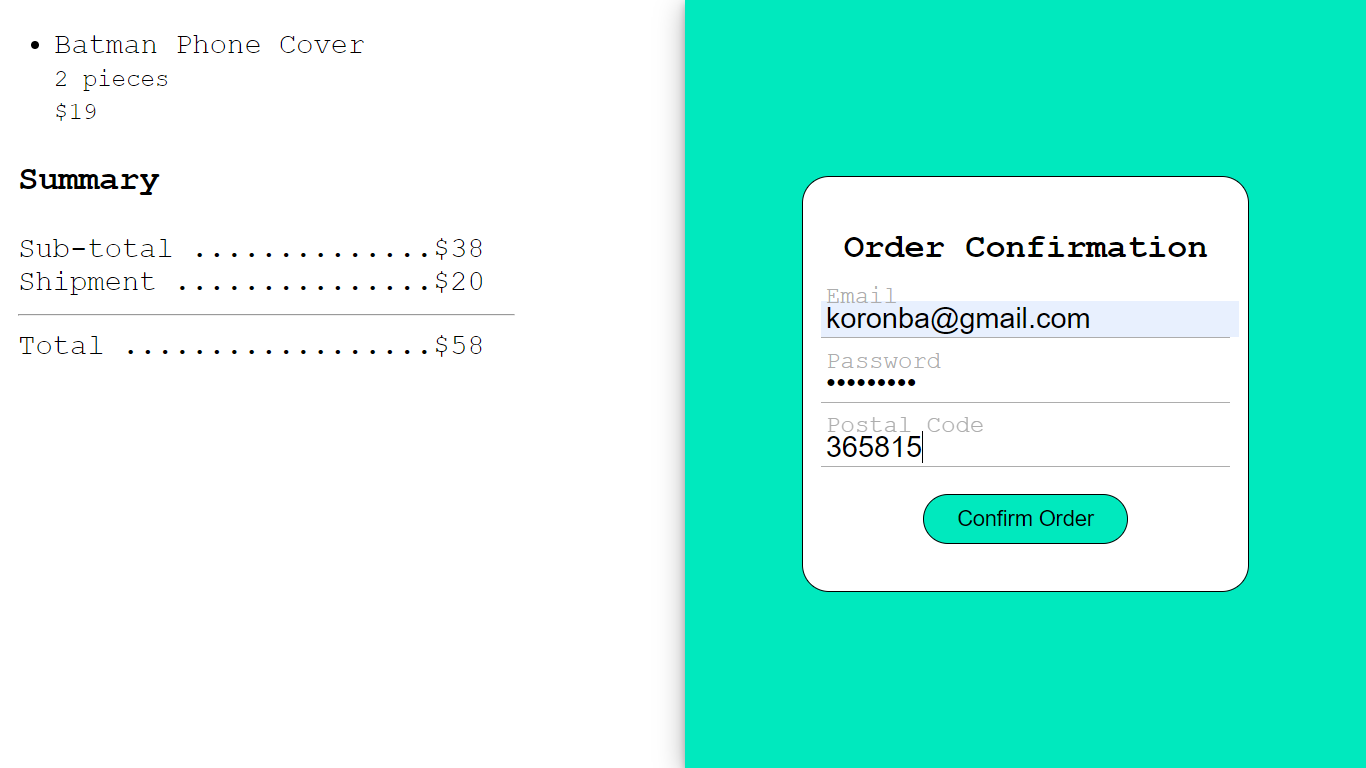 • Batman Phone Cover
2 pieces
$19
Summary
Sub-total ..............$38
Shipment ...............$20
Total ..................$58
Order Confirmation
Email
koronba@gmail.com
Password
•••••••••
Postal Code
365815
Confirm Order